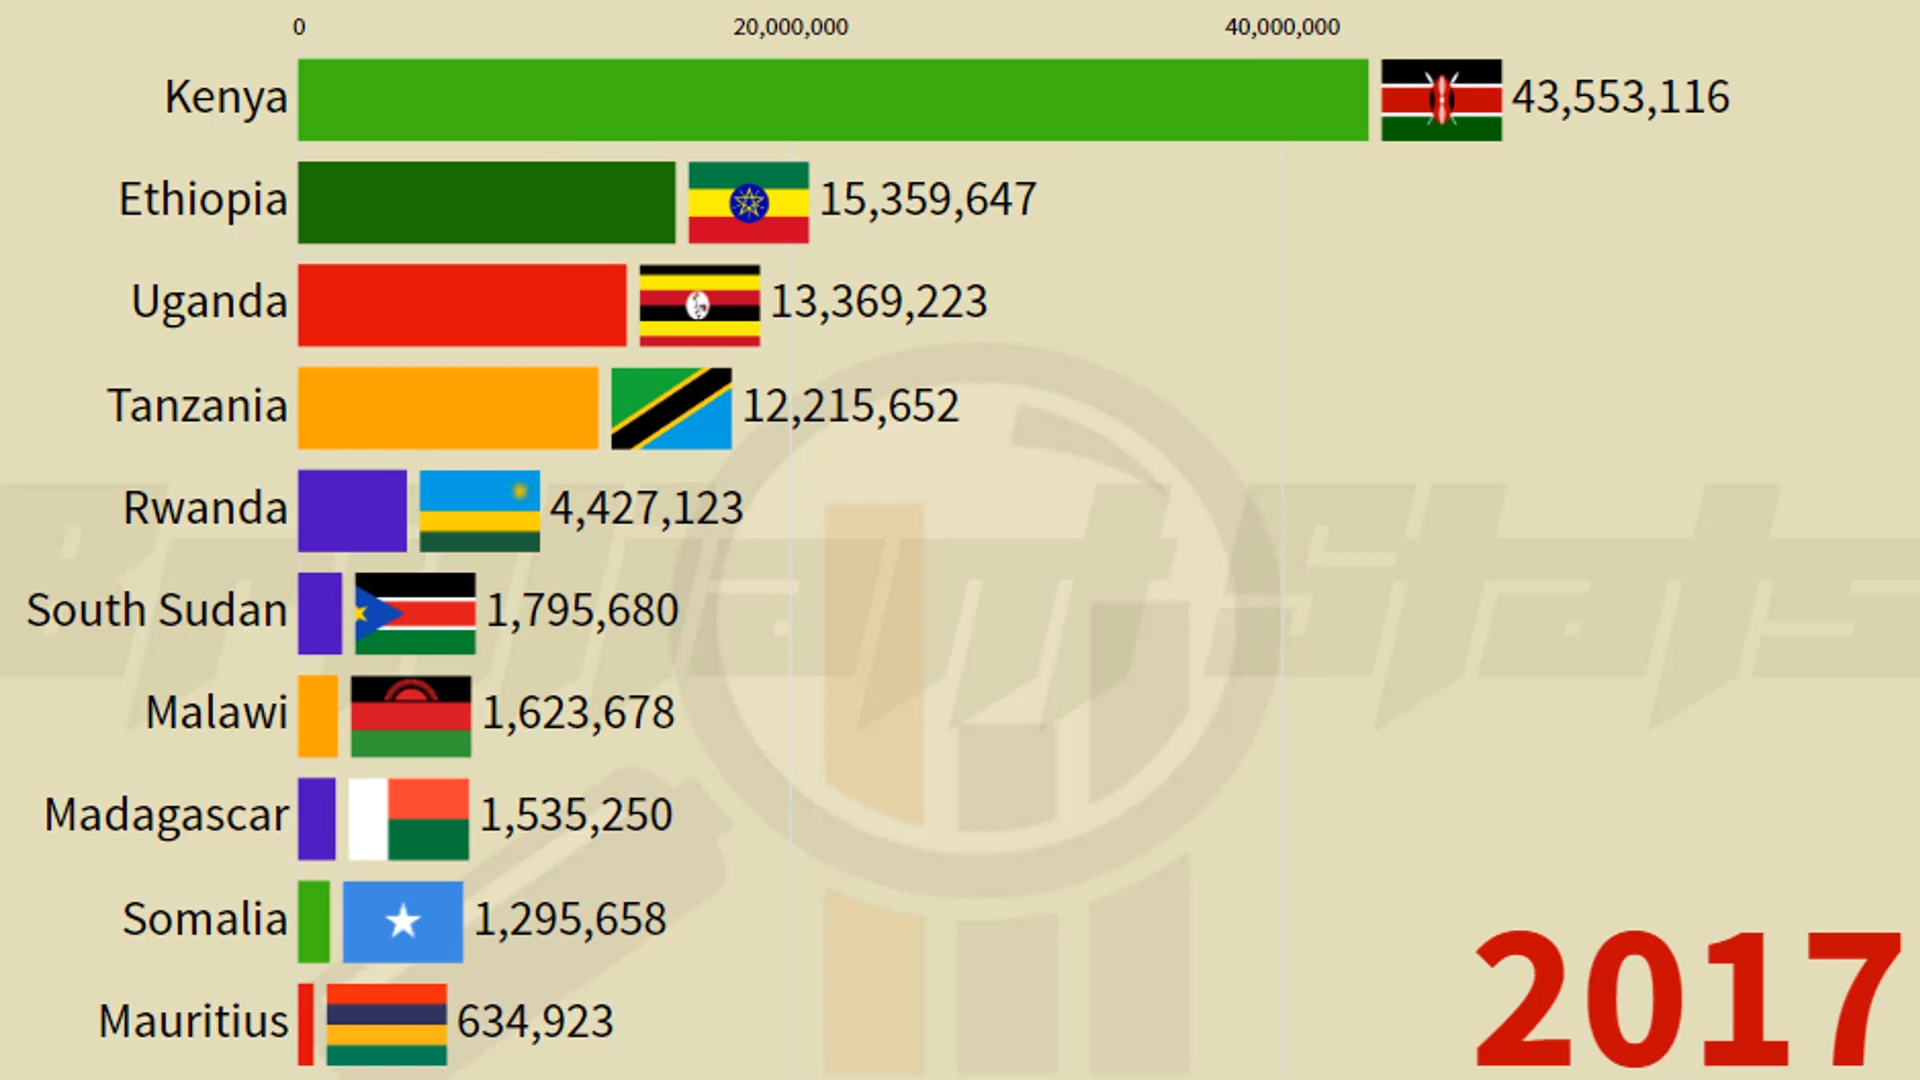 0 20,000,000 40,000,000
Kenya 43,553,116
Ethiopia 15,359,647
Uganda 13,369,223
Tanzania 12,215,652
Rwanda 4,427,123
South Sudan 1,795,680
Malawi 1,623,678
Madagascar 1,535,250
Somalia 1,295,658
Mauritius 634,923
2017
Brilliant Stats